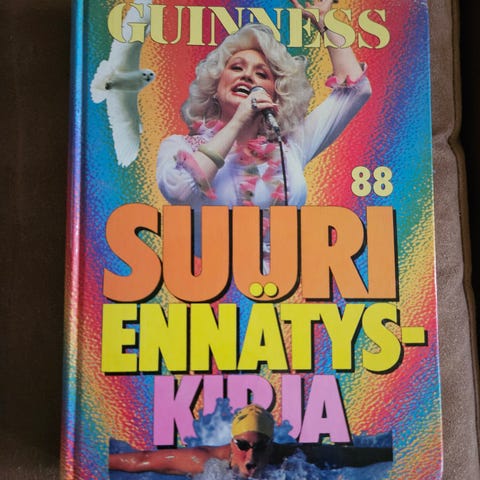 GUINNESS
88
SUURI
ENNÄTYS-
KIRJA